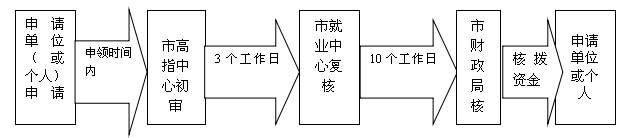 申 请
单 位
（ 或
个人）
申 请
申领时间
内
市高
指中
心初
审
3 个工作日
市就
业中
心复
核
10 个工作日
市
财
政
局
核
核 拨
资金
申请
单位
或个
人